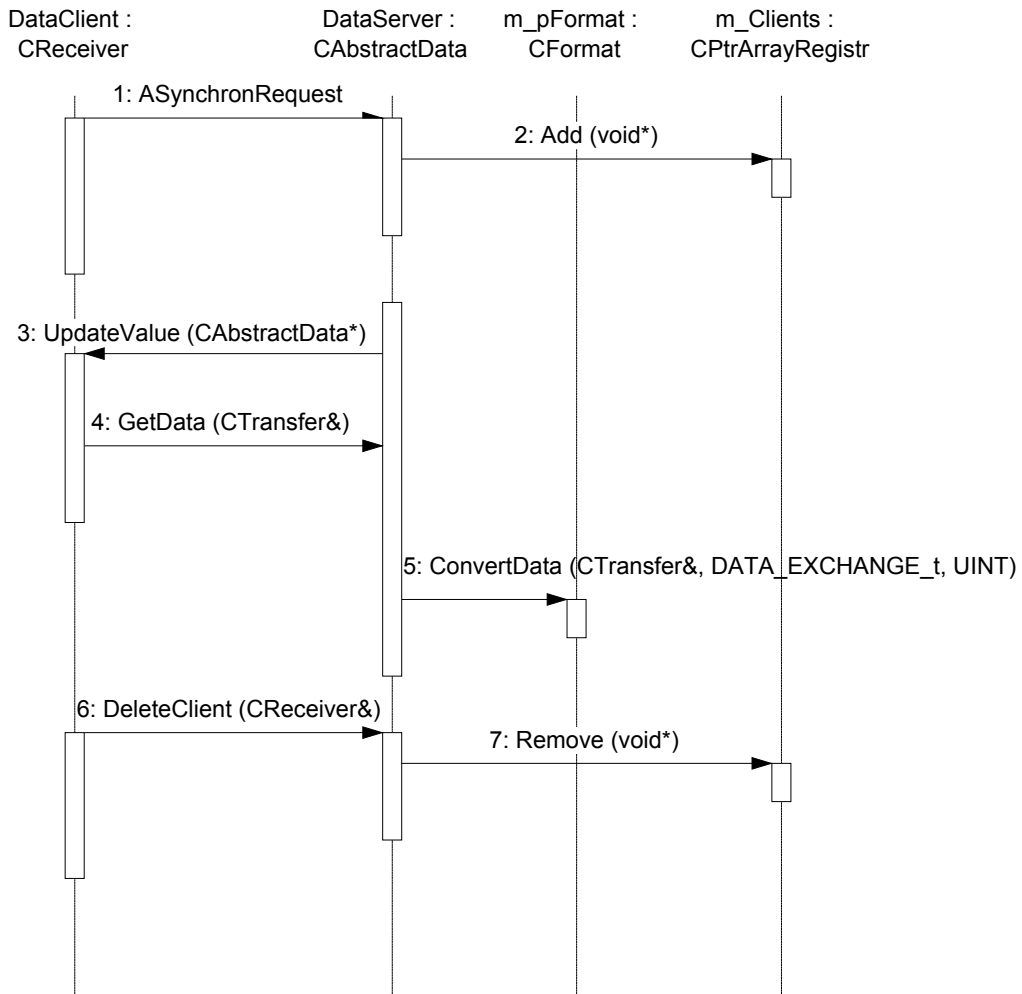 DataClient :
CReceiver
DataServer :
CAbstractData
m_pFormat :
CFormat
m_Clients :
CPtrArrayRegistr
1: ASynchronRequest
2: Add (void*)
3: UpdateValue (CAbstractData*)
4: GetData (CTransfer&)
5: ConvertData (CTransfer&, DATA_EXCHANGE_t, UINT)
6: DeleteClient (CReceiver&)
7: Remove (void*)